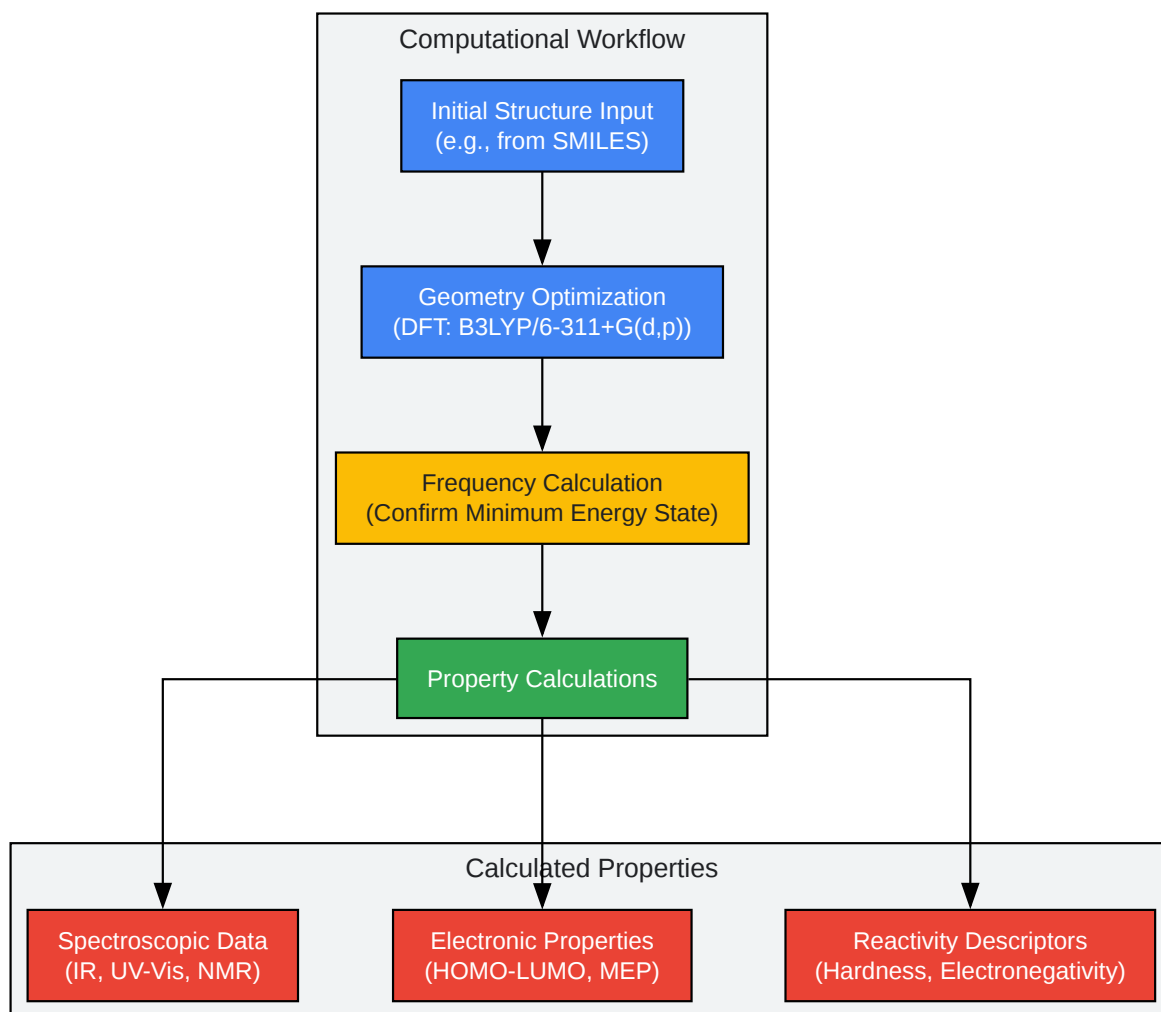 Computational Workflow
Initial Structure Input
(e.g., from SMILES)
Geometry Optimization
(DFT: B3LYP/6-311+G(d,p))
Frequency Calculation
(Confirm Minimum Energy State)
Property Calculations
Calculated Properties
Spectroscopic Data
(IR, UV-Vis, NMR)
Electronic Properties
(HOMO-LUMO, MEP)
Reactivity Descriptors
(Hardness, Electronegativity)